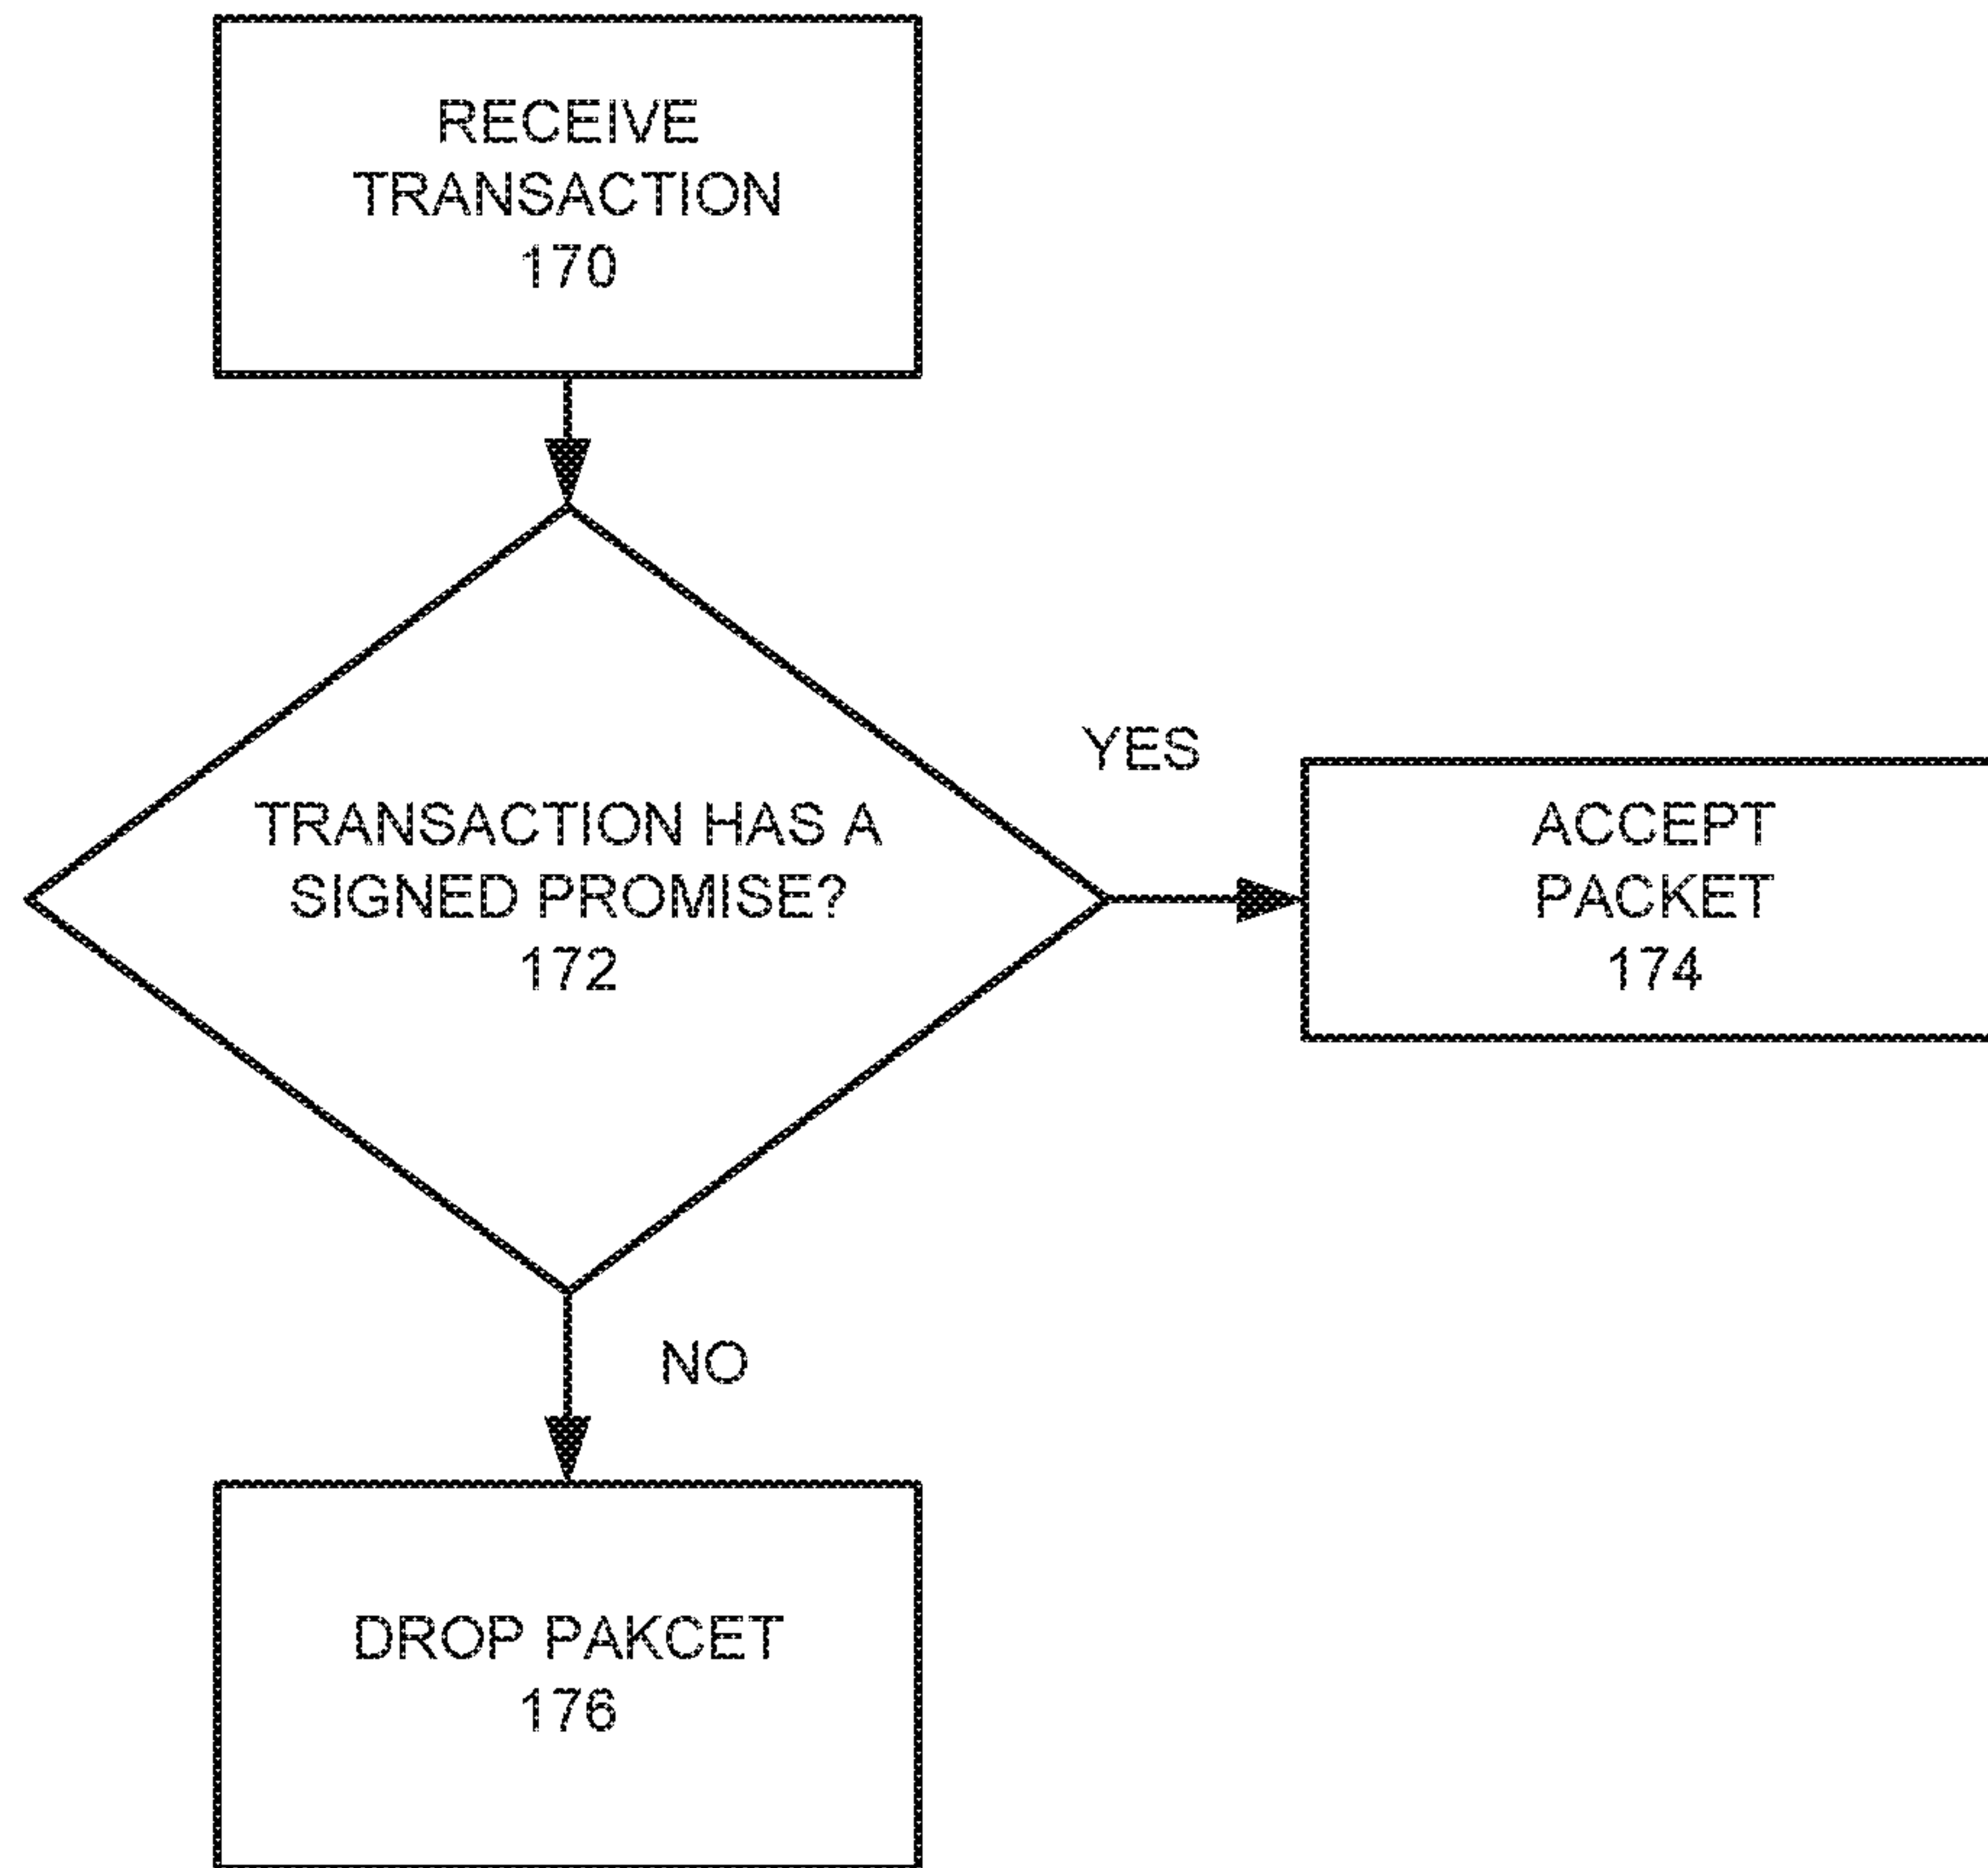 RECEIVE
TRANSACTION
170
TRANSACTION HAS A
SIGNED PROMISE?
172
YES
ACCEPT
PACKET
174
NO
DROP PAKCET
176